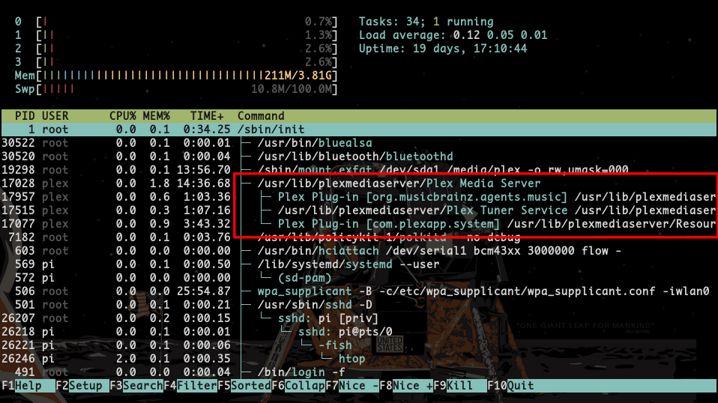 0 [| 0.7%] Tasks: 34; 1 running
1 [|| 1.3%] Load average: 0.12 0.05 0.01
2 [|| 2.6%] Uptime: 19 days, 17:10:44
3 [|| 2.6%]
Mem[||||||||||||||||||||||||||||||||||211M/3.81G]
Swp[||||| 10.8M/100.0M]
PID USER CPU% MEM% TIME+ Command
1 root 0.0 0.1 0:34.25 /sbin/init
30522 root 0.0 0.1 0:00.01 ├─ /usr/bin/bluealsa
30520 root 0.0 0.1 0:00.04 ├─ /usr/lib/bluetooth/bluetoothd
19298 root 0.0 0.1 13:56.70 ├─ /sbin/mount.exfat /dev/sda1 /media/plex -o rw,umask=000
17028 plex 0.0 1.8 14:36.68 ├─ /usr/lib/plexmediaserver/Plex Media Server
17957 plex 0.0 0.6 1:03.36 │ ├─ Plex Plug-in [org.musicbrainz.agents.music] /usr/lib/plexmediaser
17515 plex 0.0 0.3 1:07.16 │ ├─ /usr/lib/plexmediaserver/Plex Tuner Service /usr/lib/plexmediaser
17077 plex 0.0 0.9 3:43.32 │ └─ Plex Plug-in [com.plexapp.system] /usr/lib/plexmediaserver/Resour
7182 root 0.0 0.1 0:03.76 ├─ /usr/lib/policykit-1/polkitd --no-debug
603 root 0.0 0.0 0:00.00 ├─ /usr/bin/hciattach /dev/serial1 bcm43xx 3000000 flow -
569 pi 0.0 0.1 0:00.50 ├─ /lib/systemd/systemd --user
572 pi 0.0 0.0 0:00.00 │ └─ (sd-pam)
506 root 0.0 0.0 25:54.87 ├─ wpa_supplicant -B -c/etc/wpa_supplicant/wpa_supplicant.conf -iwlan0
501 root 0.0 0.1 0:00.21 ├─ /usr/sbin/sshd -D
26207 root 0.0 0.2 0:00.15 │ └─ sshd: pi [priv]
26218 pi 0.0 0.1 0:00.01 │ └─ sshd: pi@pts/0
26221 pi 0.0 0.1 0:00.06 │ └─ -fish
26246 pi 2.0 0.1 0:00.35 │ └─ htop
491 root 0.0 0.1 0:00.04 ├─ /bin/login -f
F1Help F2Setup F3SearchF4FilterF5SortedF6CollapF7Nice -F8Nice +F9Kill F10Quit
UNITED
STATES
"ONE GIANT LEAP FOR MANKIND"